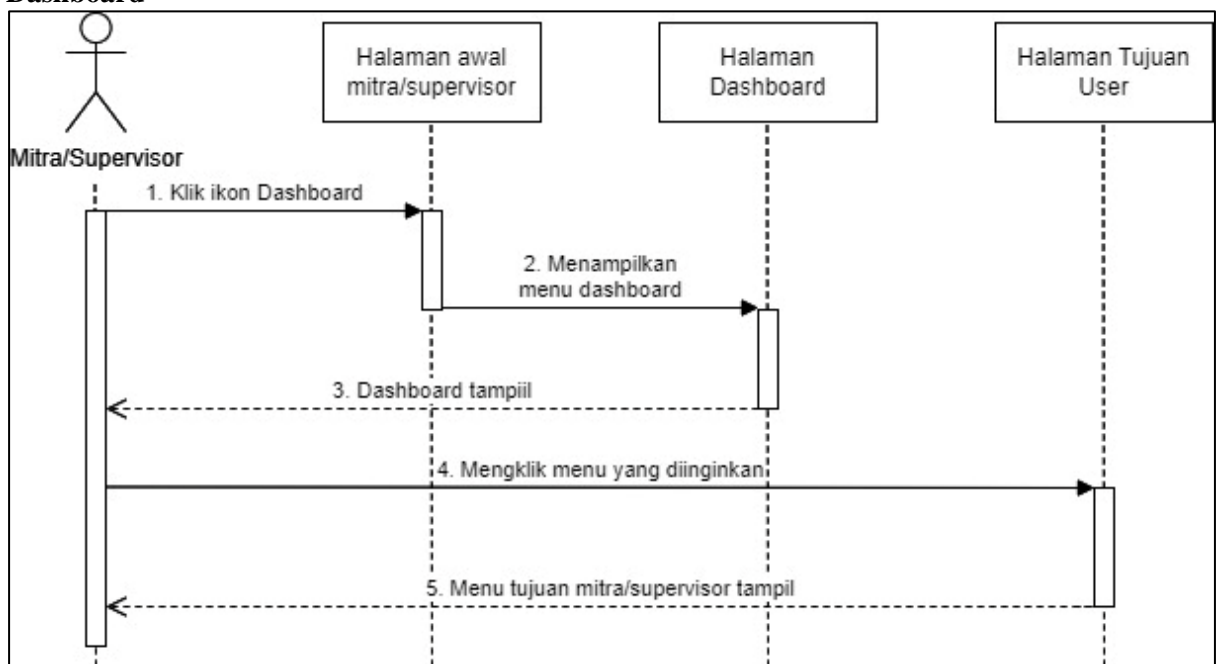 Dashboard
Halaman awal
mitra/supervisor
Halaman
Dashboard
Halaman Tujuan
User
Mitra/Supervisor
1. Klik ikon Dashboard
2. Menampilkan
menu dashboard
3. Dashboard tampiil
4. Mengklik menu yang diinginkan
5. Menu tujuan mitra/supervisor tampil